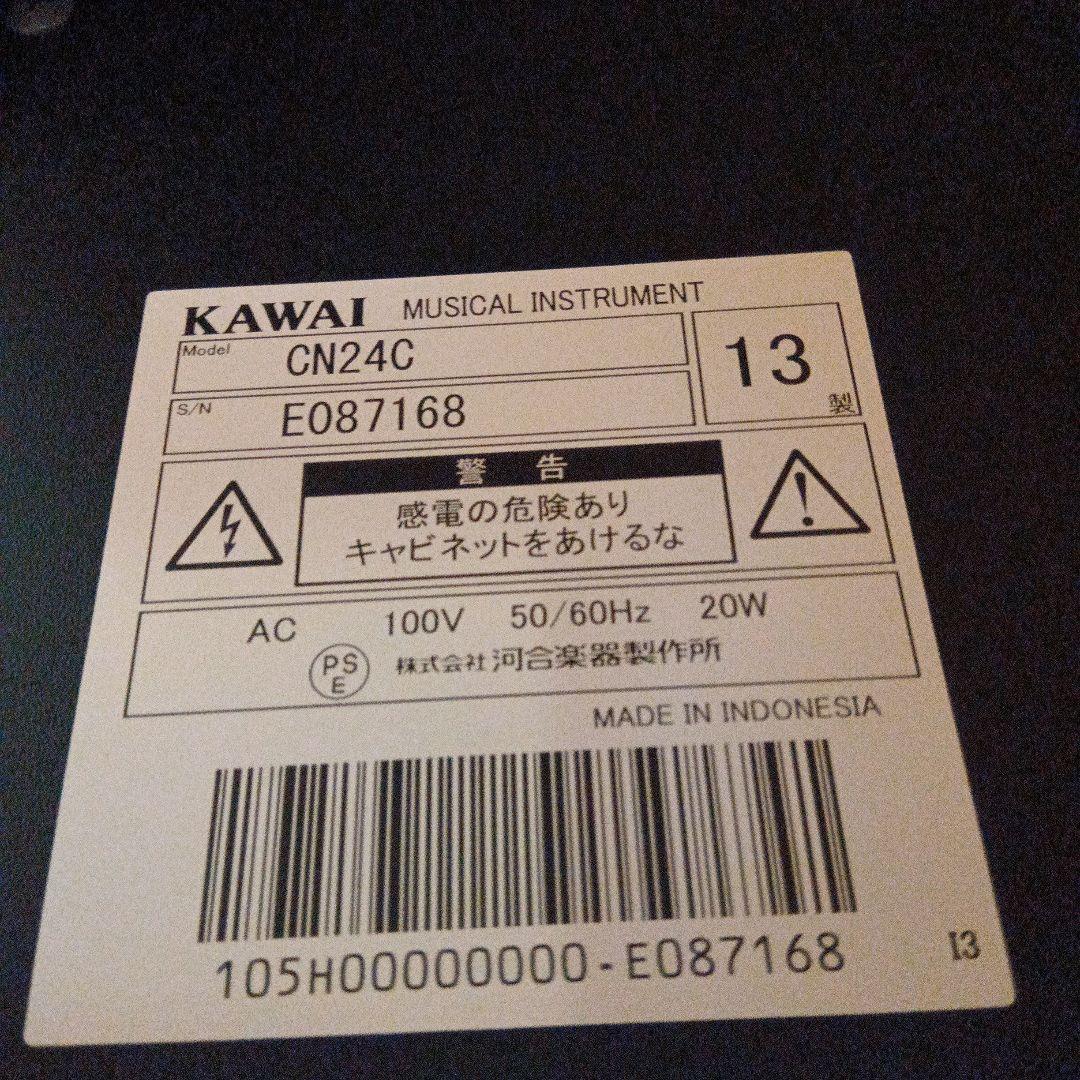 KAWAI MUSICAL INSTRUMENT
Model CN24C
13 製
S/N E087168
警 告
感電の危険あり
キャビネットをあけるな
AC 100V 50/60Hz 20W
PSE 株式会社 河合楽器製作所
MADE IN INDONESIA
105H00000000-E087168
I3